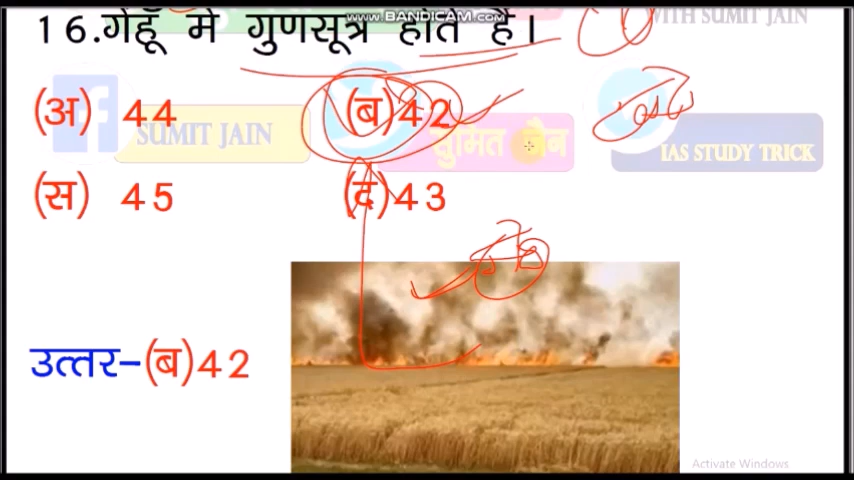 www.BANDICAM.com
WITH SUMIT JAIN
16.गेहूँ में गुणसूत्र होते हैं।
(अ) 44 (ब)42
SUMIT JAIN सुमित जैन IAS STUDY TRICK
(स) 45 (द)43
उत्तर–(ब)42
Activate Windows